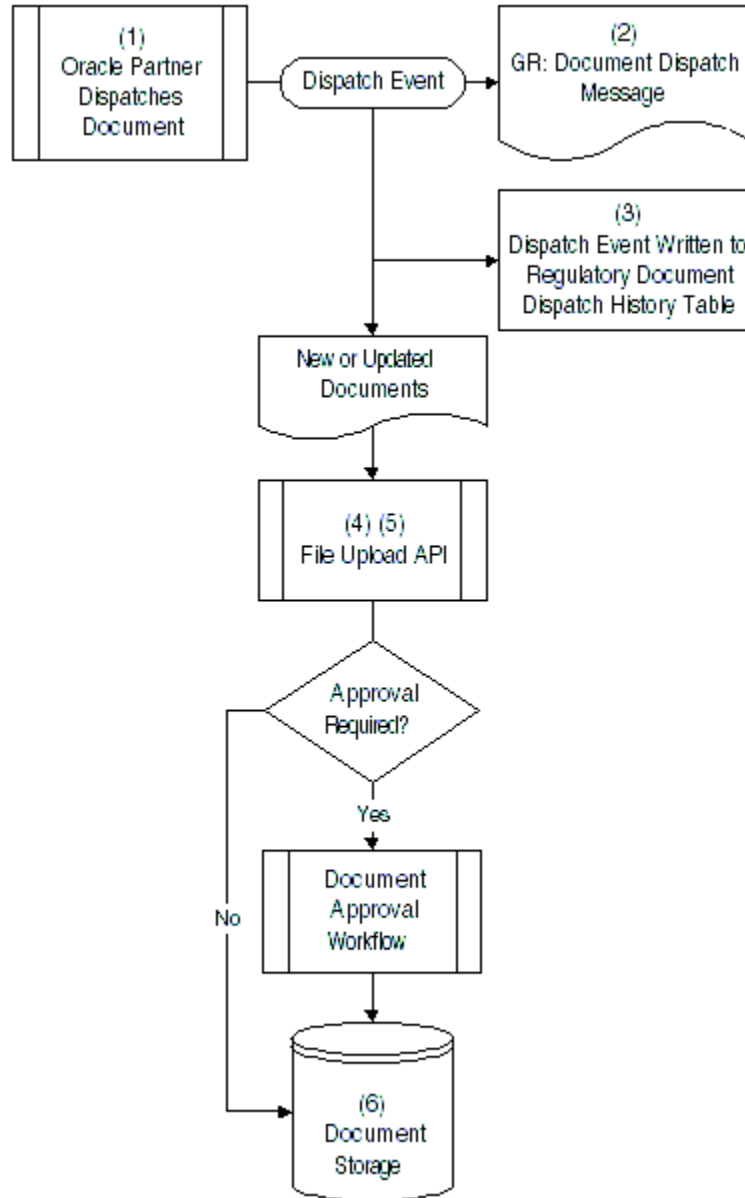 (1)
Oracle Partner
Dispatches
Document
Dispatch Event
(2)
GR: Document Dispatch
Message
(3)
Dispatch Event Written to
Regulatory Document
Dispatch History Table
New or Updated
Documents
(4) (5)
File Upload API
Approval
Required?
Yes
Document
Approval
Workflow
No
(6)
Document
Storage